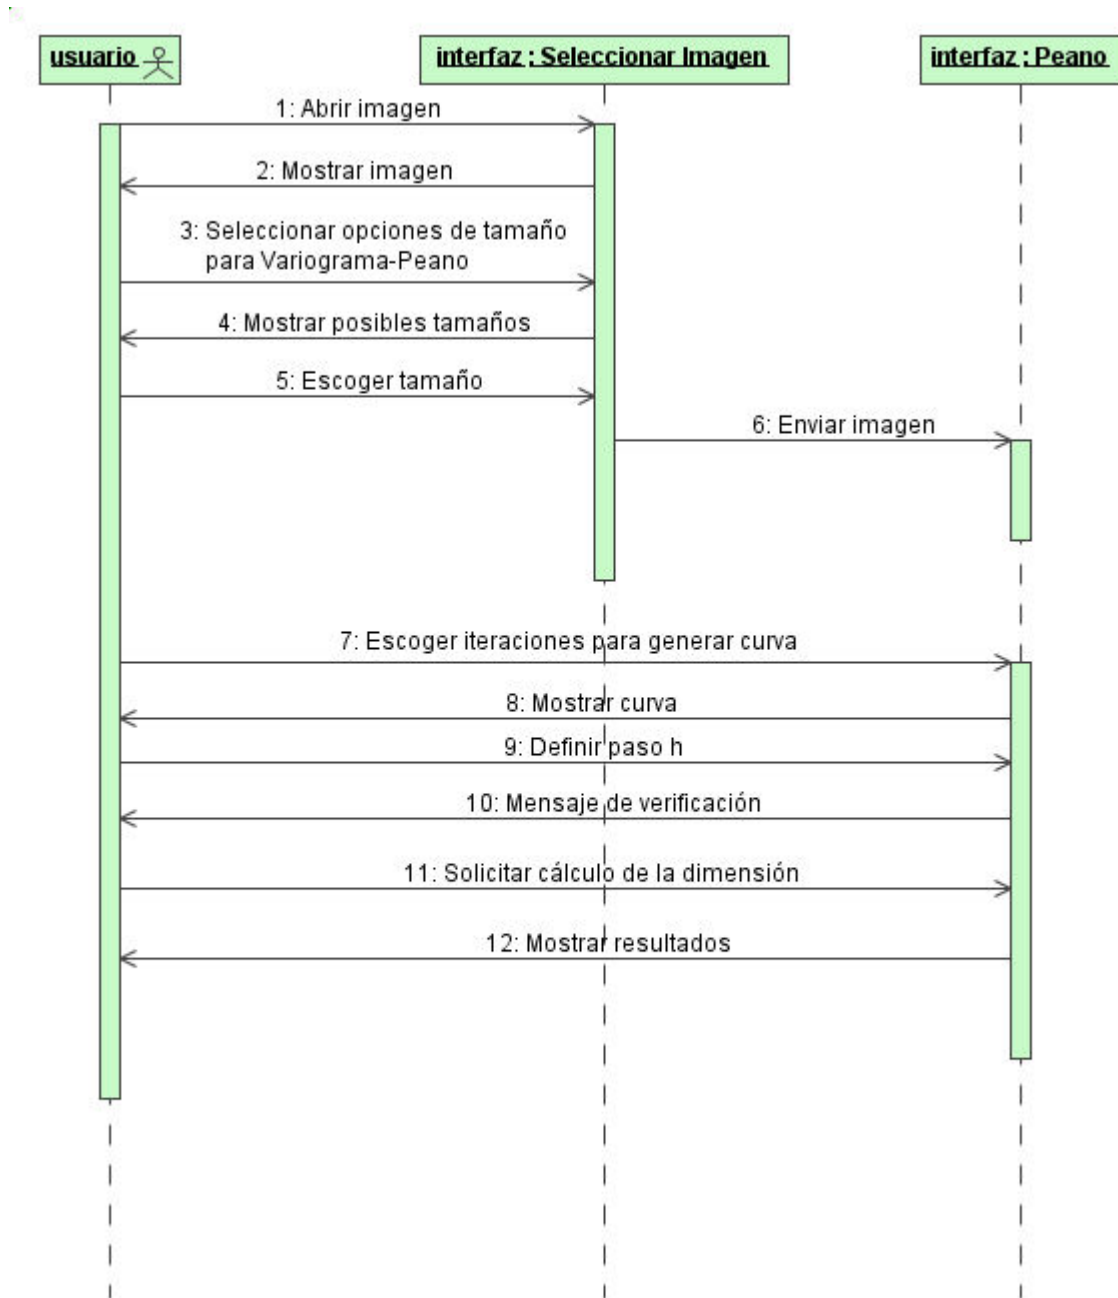 usuario
interfaz : Seleccionar Imagen
interfaz : Peano
1: Abrir imagen
2: Mostrar imagen
3: Seleccionar opciones de tamaño
para Variograma-Peano
4: Mostrar posibles tamaños
5: Escoger tamaño
6: Enviar imagen
7: Escoger iteraciones para generar curva
8: Mostrar curva
9: Definir paso h
10: Mensaje de verificación
11: Solicitar cálculo de la dimensión
12: Mostrar resultados